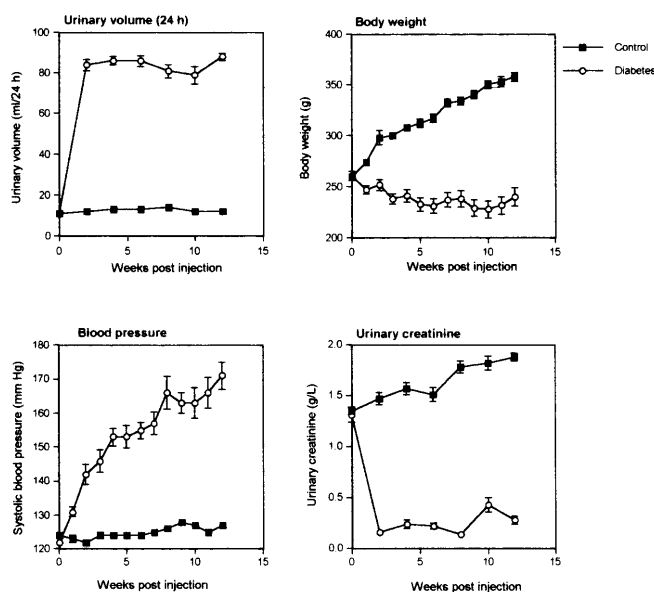 Urinary volume (24 h)
Urinary volume (ml/24 h)
100
80
60
40
20
0
0 5 10 15
Weeks post injection
Body weight
Body weight (g)
400
350
300
250
200
0 5 10 15
Weeks post injection
Control
Diabetes
Blood pressure
Systolic blood pressure (mm Hg)
180
170
160
150
140
130
120
0 5 10 15
Weeks post injection
Urinary creatinine
Urinary creatinine (g/L)
2.0
1.5
1.0
0.5
0.0
0 5 10 15
Weeks post injection